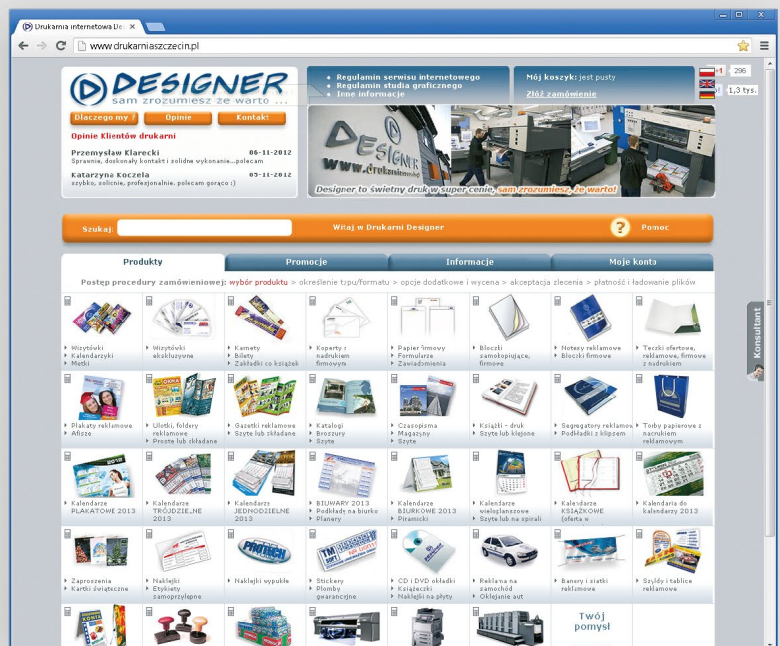 Drukarnia internetowa De
www.drukarniaszczecin.pl
DESIGNER
sam zrozumiesz że warto ...
Dlaczego my ? Opinie Kontakt
Opinie Klientów drukarni
Przemysław Klarecki 06-11-2012
Sprawnie, doskonały kontakt i solidne wykonanie...polecam
Katarzyna Koczela 05-11-2012
szybko, solicnie, profesjonalnie. polecam gorąco :)
Regulamin serwisu internetowego
Regulamin studia graficznego
Inne informacje
Mój koszyk: jest pusty
Złóż zamówienie
+1 296
1,3 tys.
DESIGNER
Designer to świetny druk w super cenie, sam zrozumiesz, że warto!
Szukaj: Witaj w Drukarni Designer ? Pomoc
Produkty Promocje Informacje Moje konto
Postęp procedury zamówieniowej: wybór produktu > określenie typu/formatu > opcje dodatkowe i wycena > akceptacja zlecenia > płatność i ładowanie plików
Konsultant
Wizytówki
Kalendarzyki
Metki
Wizytówki
ekskluzywne
Karnety
Bilety
Zakładki do książek
Koperty z
nadrukiem
firmowym
Papier firmowy
Formularze
Zawiadomienia
Bloczki
samokopiujące,
firmowe
Notesy reklamowe
Bloczki firmowe
Teczki ofertowe,
reklamowe, firmowe
z nadrukiem
Plakaty reklamowe
Afisze
Ulotki, foldery
reklamowe
Proste lub składane
Gazetki reklamowe
Szyte lub składane
Katalogi
Broszury
Szyte
Czasopisma
Magazyny
Szyte
Książki - druk
Szyte lub klejone
Segregatory reklamow
Podkładki z klipsem
Torby papierowe z
nadrukiem
reklamowym
Kalendarze
PLAKATOWE 2013
Kalendarze
TRÓJDZIELNE
2013
Kalendarze
JEDNODZIELNE
2013
BIUWARY 2013
Podkłady na biurko
Planery
Kalendarze
BIURKOWE 2013
Piramidki
Kalendarze
wieloplanszowe
Szyte lub na spirali
Kalendarze
KSIĄŻKOWE
(oferta w
Kalendaria do
kalendarzy 2013
Zaproszenia
Kartki świąteczne
Naklejki
Etykiety
samoprzylepne
PROTECH
Naklejki wypukłe
TM
SOFT
Stickery
Plomby
gwarancyjne
CD i DVD okładki
Książeczki
Naklejki na płyty
Reklama na
samochód
Oklejanie aut
Banery i siatki
reklamowe
Szyldy i tablice
reklamowe
KONTA
Twój
pomysł